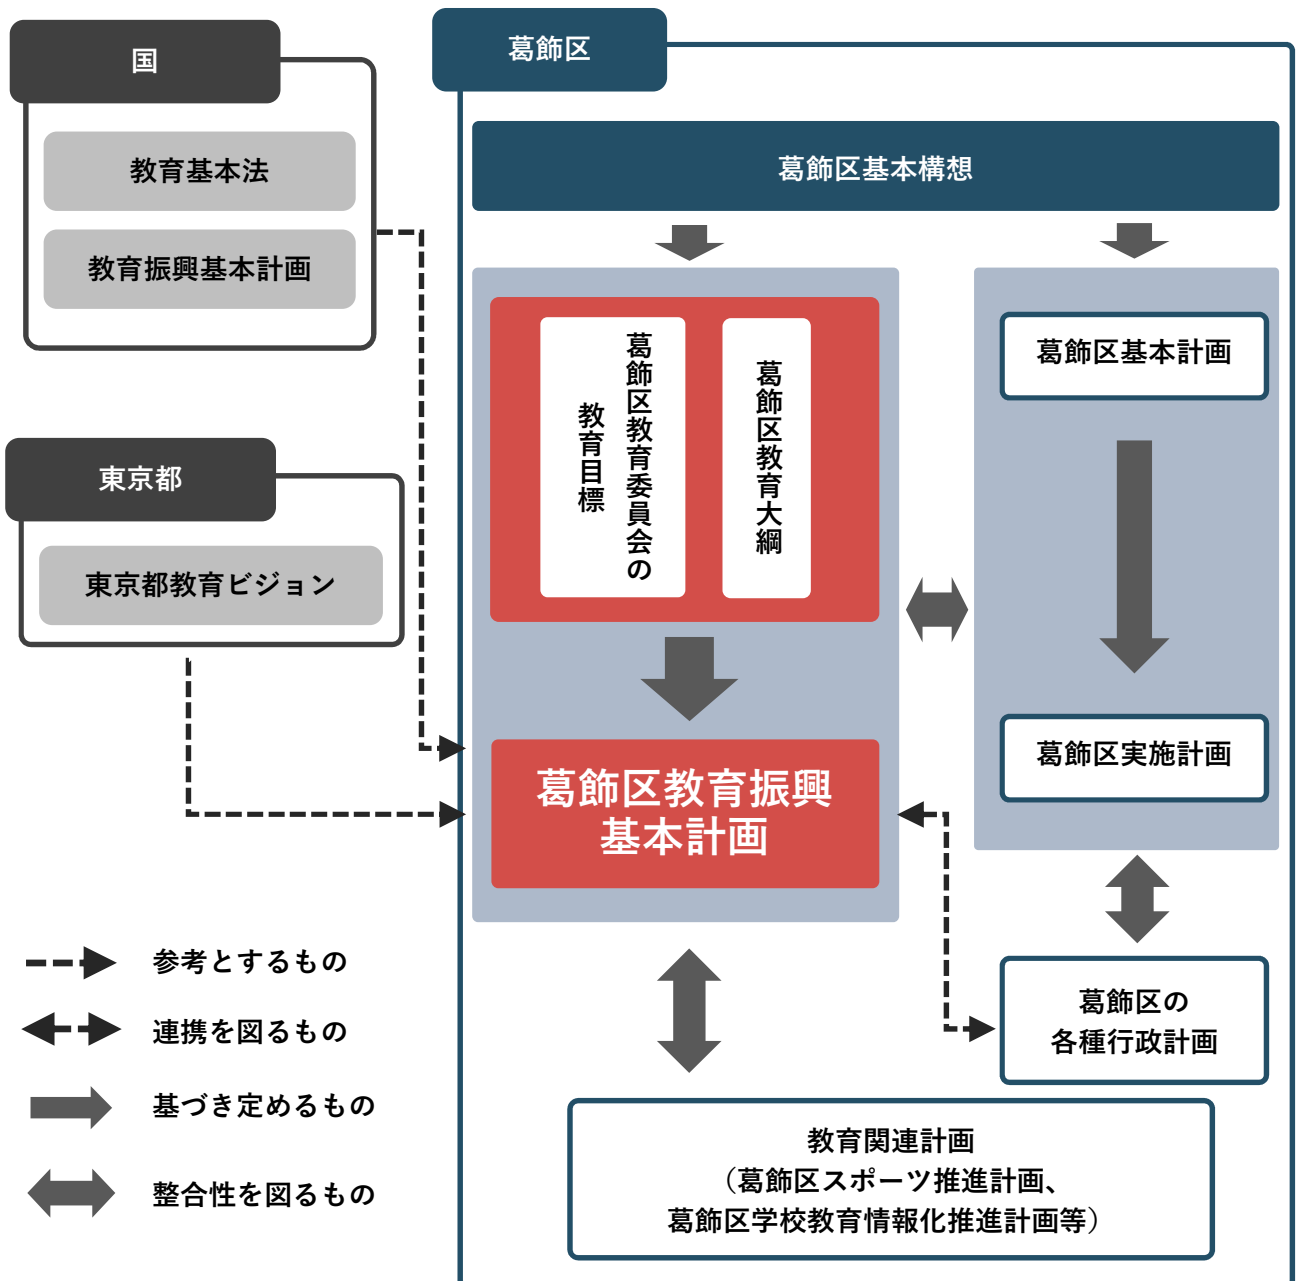 国
教育基本法
教育振興基本計画
東京都
東京都教育ビジョン
葛飾区
葛飾区基本構想
葛飾区教育大綱
葛飾区教育委員会の
教育目標
葛飾区教育振興
基本計画
葛飾区基本計画
葛飾区実施計画
葛飾区の
各種行政計画
教育関連計画
（葛飾区スポーツ推進計画、
葛飾区学校教育情報化推進計画等）
参考とするもの
連携を図るもの
基づき定めるもの
整合性を図るもの